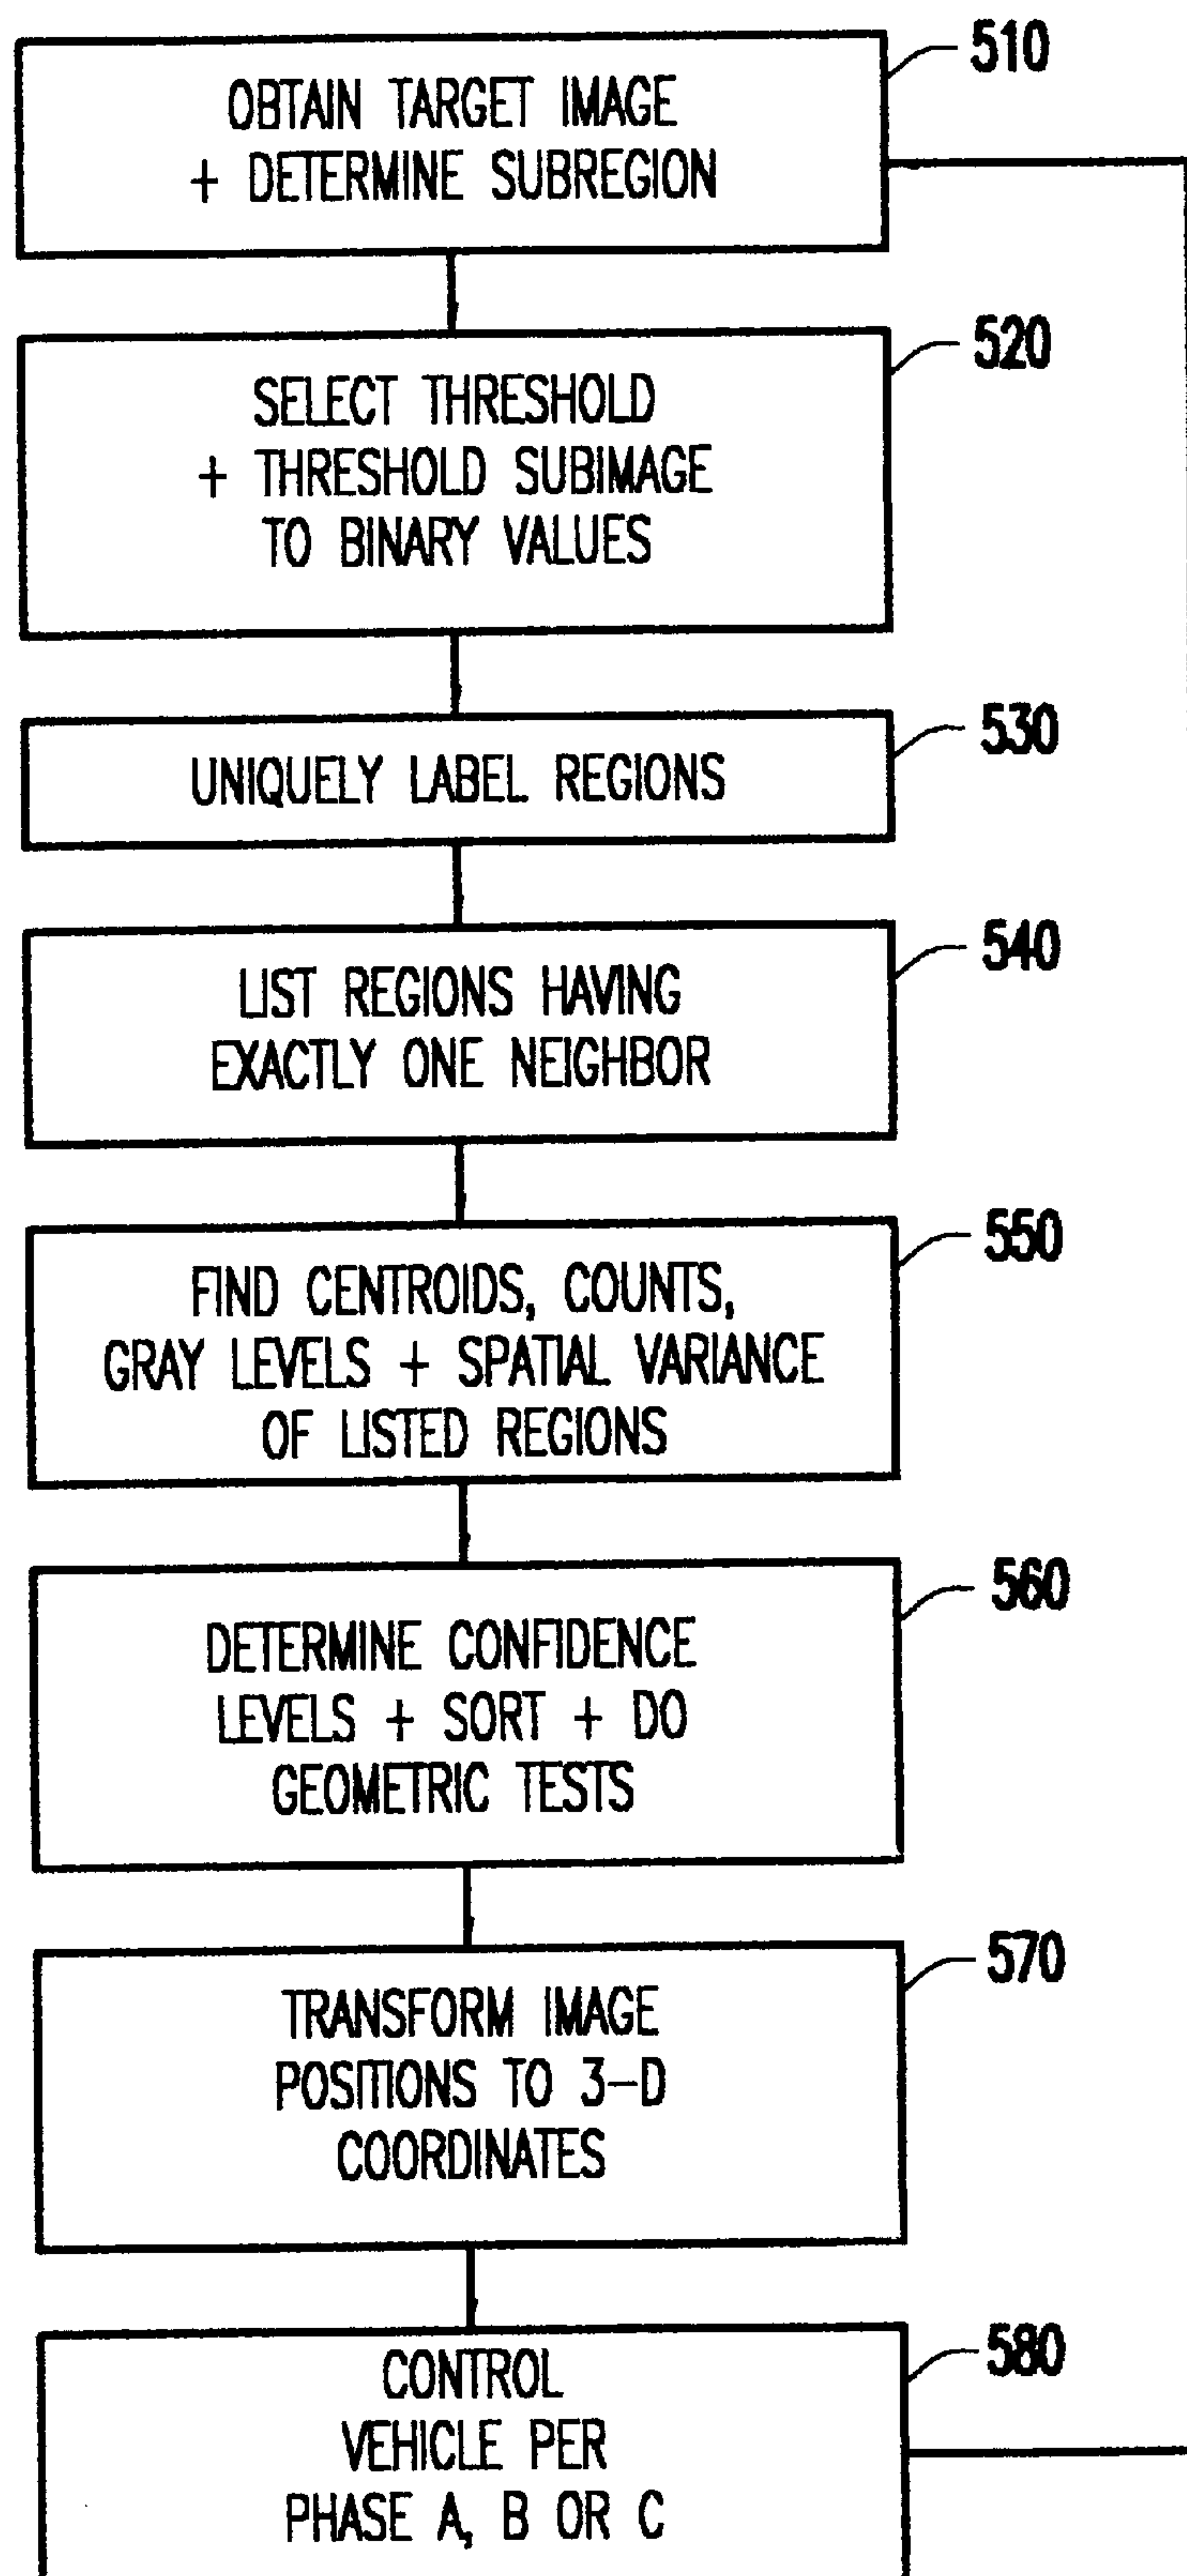 510
OBTAIN TARGET IMAGE
+ DETERMINE SUBREGION
520
SELECT THRESHOLD
+ THRESHOLD SUBIMAGE
TO BINARY VALUES
530
UNIQUELY LABEL REGIONS
540
LIST REGIONS HAVING
EXACTLY ONE NEIGHBOR
550
FIND CENTROIDS, COUNTS,
GRAY LEVELS + SPATIAL VARIANCE
OF LISTED REGIONS
560
DETERMINE CONFIDENCE
LEVELS + SORT + DO
GEOMETRIC TESTS
570
TRANSFORM IMAGE
POSITIONS TO 3-D
COORDINATES
580
CONTROL
VEHICLE PER
PHASE A, B OR C